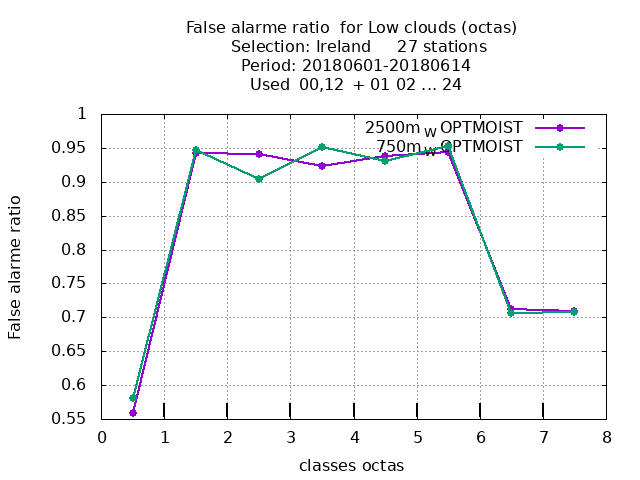 False alarme ratio  for Low clouds (octas)
Selection: Ireland     27 stations
Period: 20180601-20180614
Used  00,12  + 01 02 ... 24
2500m W OPTMOIST
750m W OPTMOIST
1
0.95
0.9
0.85
0.8
0.75
0.7
0.65
0.6
0.55
False alarme ratio
0 1 2 3 4 5 6 7 8
classes octas